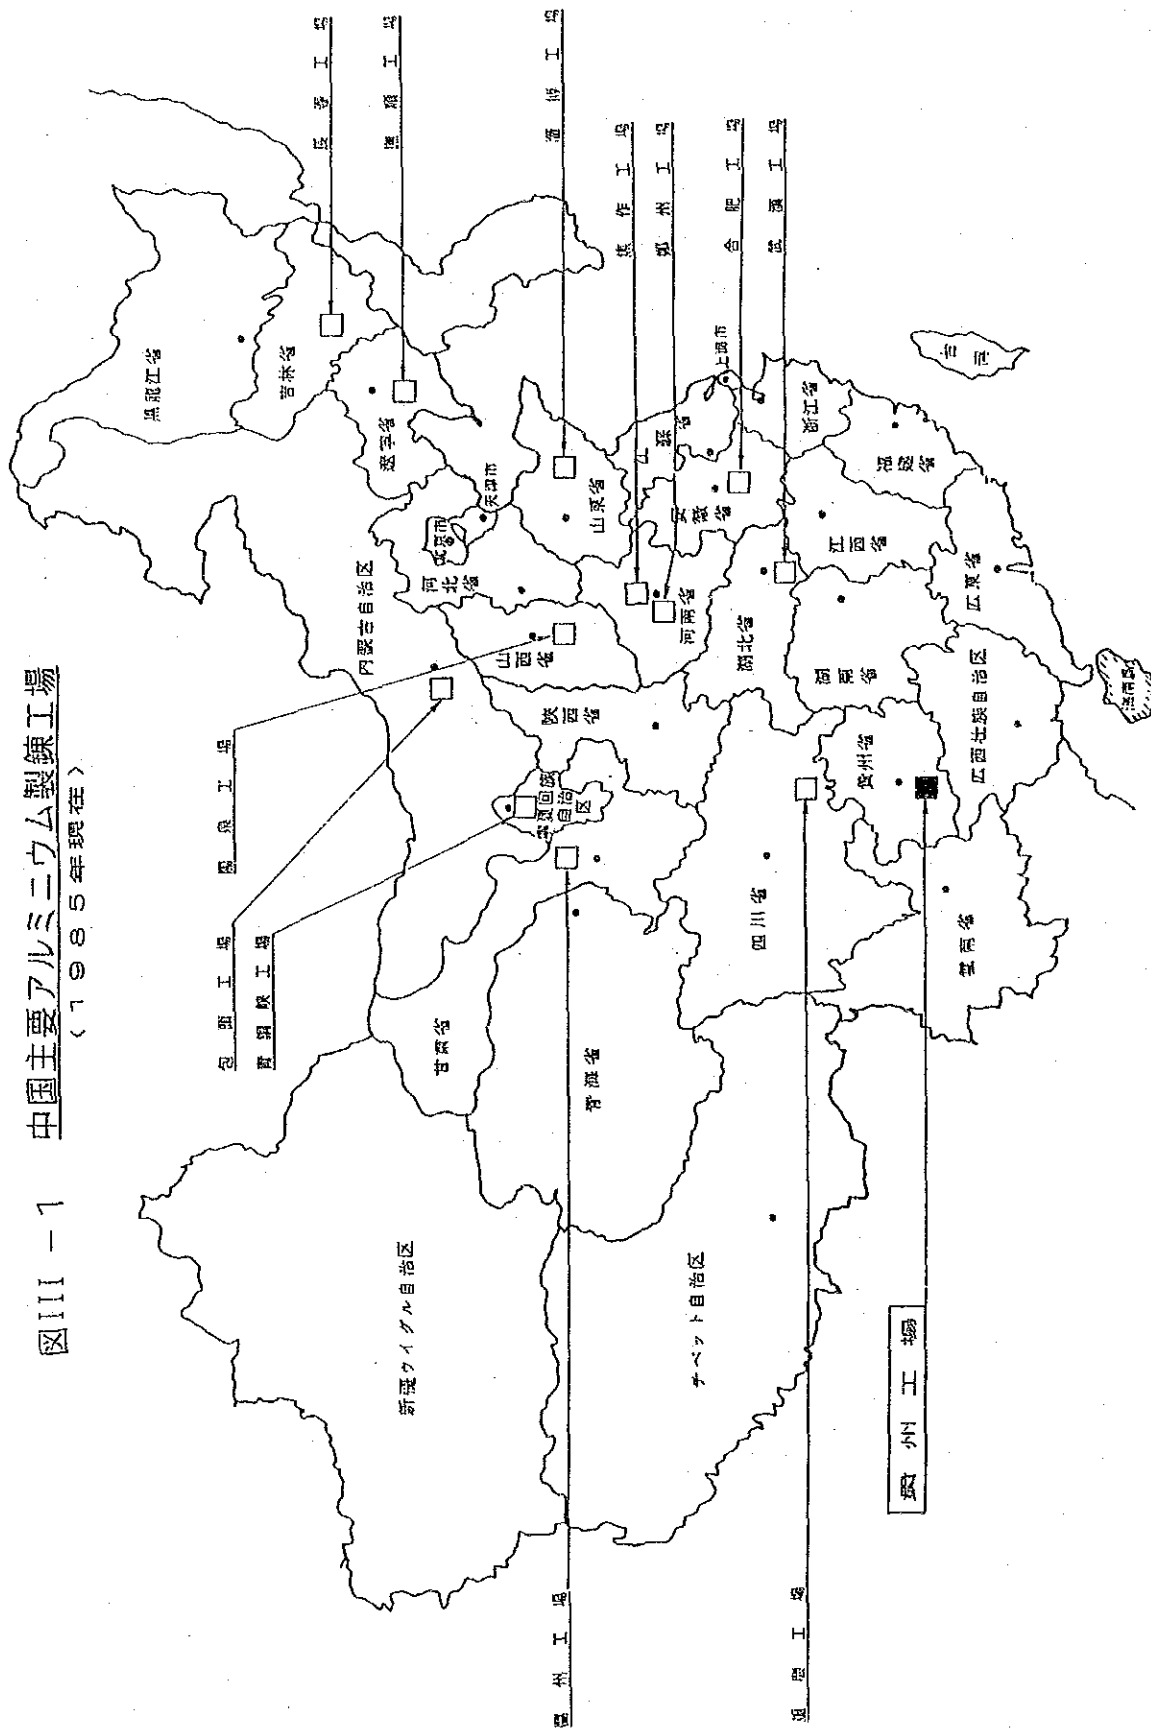 図III-1 中国主要アルミニウム製錬工場
<1985年現在>
包頭工場
青銅峡工場
長春工場
撫順工場
焦作工場
鄭州工場
合肥工場
貴州工場
黒龍江省
吉林省
遼寧省
内蒙古自治区
北京市
天津市
河北省
山西省
山東省
陝西省
河南省
江蘇省
上海市
安徽省
浙江省
湖北省
江西省
福建省
湖南省
広東省
貴州省
広西壮族自治区
海南島
台湾
寧夏回族
自治
区
甘粛省
青海省
四川省
雲南省
新疆ウイグル自治区
チベット自治区